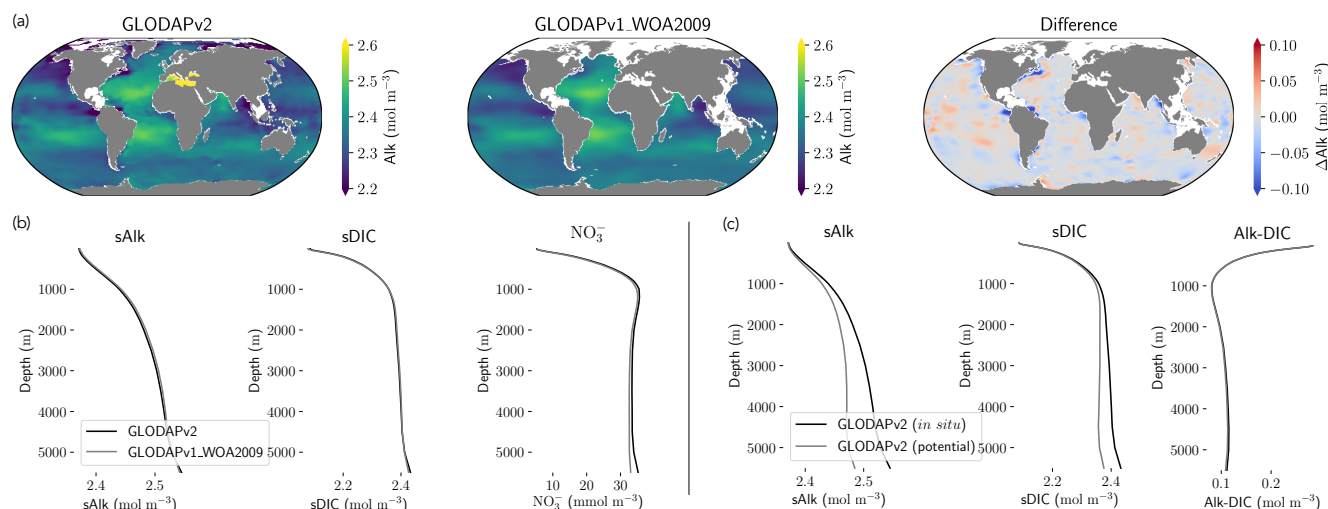 (a)
GLODAPv2
2.6
2.5
2.4
2.3
2.2
Alk (mol m⁻³)
GLODAPv1_WOA2009
2.6
2.5
2.4
2.3
2.2
Alk (mol m⁻³)
Difference
0.10
0.05
0.00
−0.05
−0.10
ΔAlk (mol m⁻³)
(b)
sAlk
1000
2000
3000
4000
5000
Depth (m)
GLODAPv2
GLODAPv1_WOA2009
2.4 2.5
sAlk (mol m⁻³)
sDIC
1000
2000
3000
4000
5000
Depth (m)
2.2 2.4
sDIC (mol m⁻³)
NO₃⁻
1000
2000
3000
4000
5000
Depth (m)
10 20 30
NO₃⁻ (mmol m⁻³)
(c)
sAlk
1000
2000
3000
4000
5000
Depth (m)
GLODAPv2 (in situ)
GLODAPv2 (potential)
2.4 2.5
sAlk (mol m⁻³)
sDIC
1000
2000
3000
4000
5000
Depth (m)
2.2 2.4
sDIC (mol m⁻³)
Alk-DIC
1000
2000
3000
4000
5000
Depth (m)
0.1 0.2
Alk-DIC (mol m⁻³)